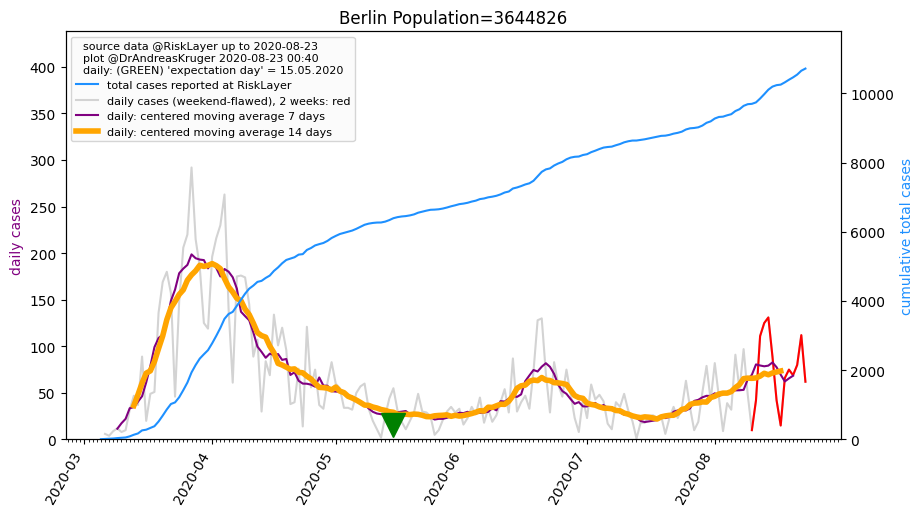 Berlin Population=3644826
source data @RiskLayer up to 2020-08-23
plot @DrAndreasKruger 2020-08-23 00:40
daily: (GREEN) 'expectation day' = 15.05.2020
total cases reported at RiskLayer
daily cases (weekend-flawed), 2 weeks: red
daily: centered moving average 7 days
daily: centered moving average 14 days
daily cases
400
350
300
250
200
150
100
50
0
cumulative total cases
10000
8000
6000
4000
2000
0
2020-03
2020-04
2020-05
2020-06
2020-07
2020-08